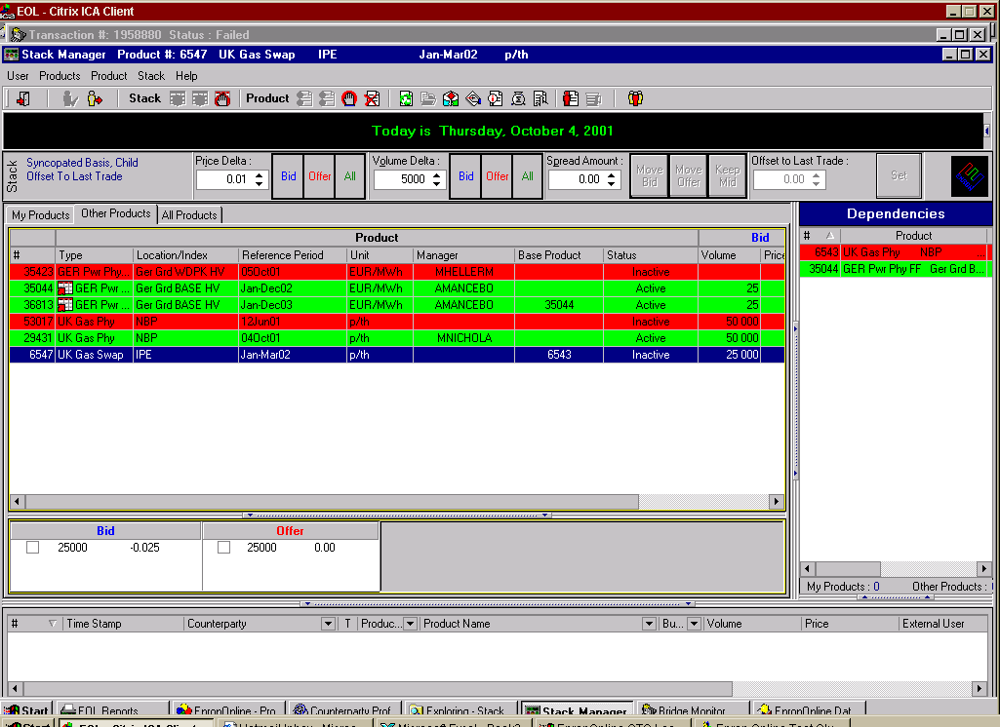 EOL - Citrix ICA Client
Transaction #: 1958880 Status : Failed
Stack Manager Product #: 6547 UK Gas Swap IPE Jan-Mar02 p/th
User Products Product Stack Help
Stack Product
Today is Thursday, October 4, 2001
Stack
Syncopated Basis, Child
Offset To Last Trade
Price Delta :
0.01
Bid Offer All
Volume Delta :
5000
Bid Offer All
Spread Amount :
0.00
Move Bid
Move Offer
Keep Mid
Offset to Last Trade :
0.00
Set
My Products Other Products All Products
Product Bid
# Type Location/Index Reference Period Unit Manager Base Product Status Volume Price
35423 GER Pwr Phy... Ger Grd WDPK HV 05Oct01 EUR/MWh MHELLERM Inactive
35044 GER Pwr ... Ger Grd BASE HV Jan-Dec02 EUR/MWh AMANCEBO Active 25
36813 GER Pwr ... Ger Grd BASE HV Jan-Dec03 EUR/MWh AMANCEBO 35044 Active 25
53017 UK Gas Phy NBP 12Jun01 p/th Inactive 50 000
29431 UK Gas Phy NBP 04Oct01 p/th MNICHOLA Active 50 000
6547 UK Gas Swap IPE Jan-Mar02 p/th 6543 Inactive 25 000
Dependencies
# Product
6543 UK Gas Phy NBP ...
35044 GER Pwr Phy FF Ger Grd B...
My Products : 0 Other Products :
Bid Offer
25000 -0.025 25000 0.00
# Time Stamp Counterparty T Produc... Product Name Bu... Volume Price External User
Start EOL Reports EnronOnline - Pro Counterparty Prof Exploring - Stack Stack Manager Bridge Monitor EnronOnline Dat
Start EOL - Citrix ICA Client Hotmail Inbox - Micros Microsoft Excel